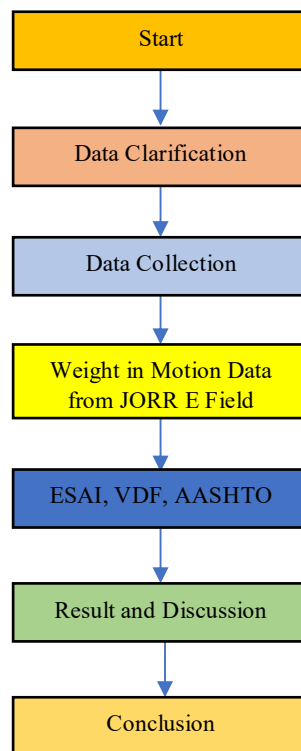 Start
Data Clarification
Data Collection
Weight in Motion Data
from JORR E Field
ESAI, VDF, AASHTO
Result and Discussion
Conclusion